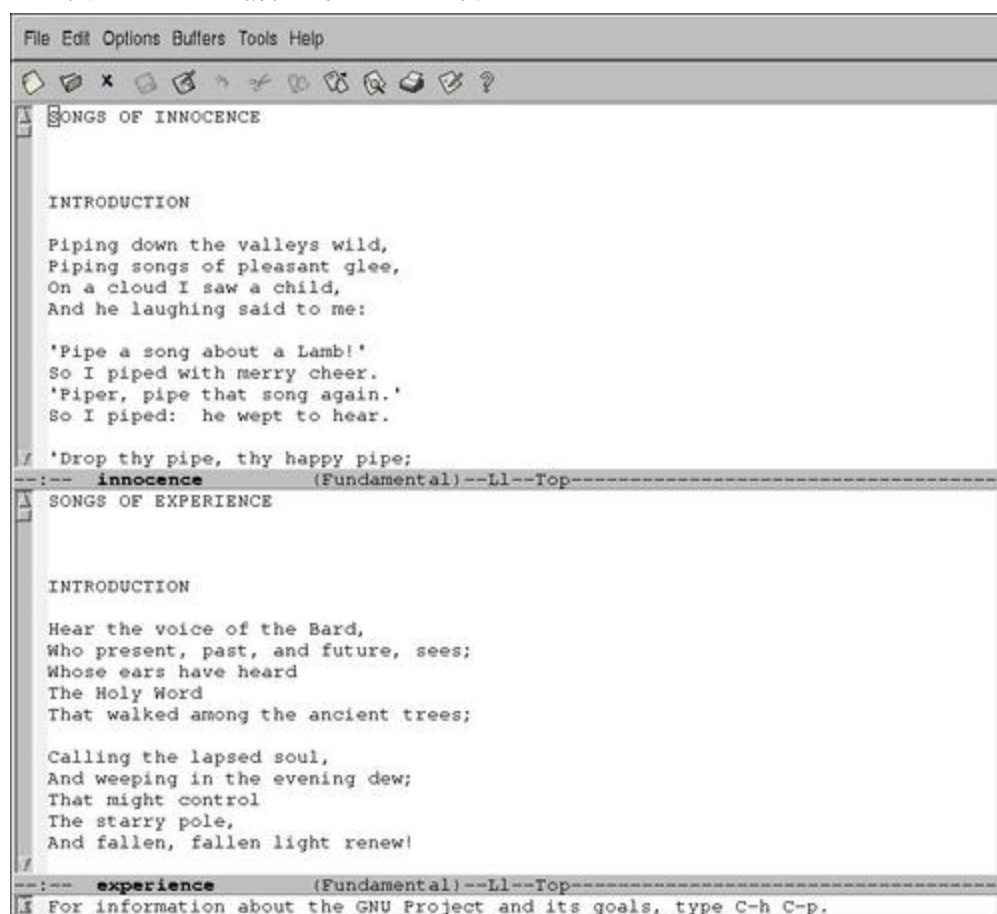 File Edit Options Buffers Tools Help
SONGS OF INNOCENCE
INTRODUCTION
Piping down the valleys wild,
Piping songs of pleasant glee,
On a cloud I saw a child,
And he laughing said to me:
'Pipe a song about a Lamb!'
So I piped with merry cheer.
'Piper, pipe that song again.'
So I piped:  he wept to hear.
'Drop thy pipe, thy happy pipe;
--:--  innocence          (Fundamental)--L1--Top------------------------------------
SONGS OF EXPERIENCE
INTRODUCTION
Hear the voice of the Bard,
Who present, past, and future, sees;
Whose ears have heard
The Holy Word
That walked among the ancient trees;
Calling the lapsed soul,
And weeping in the evening dew;
That might control
The starry pole,
And fallen, fallen light renew!
--:--  experience         (Fundamental)--L1--Top------------------------------------
For information about the GNU Project and its goals, type C-h C-p.